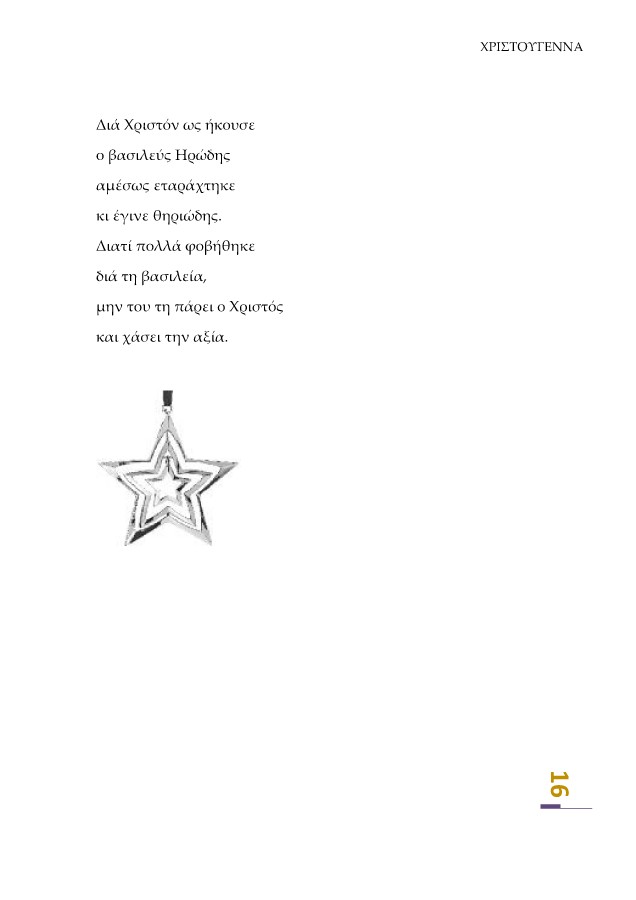 ΧΡΙΣΤΟΥΓΕΝΝΑ
Διά Χριστόν ως ήκουσε
ο βασιλεύς Ηρώδης
αμέσως εταράχτηκε
κι έγινε θηριώδης.
Διατί πολλά φοβήθηκε
διά τη βασιλεία,
μην του τη πάρει ο Χριστός
και χάσει την αξία.
16